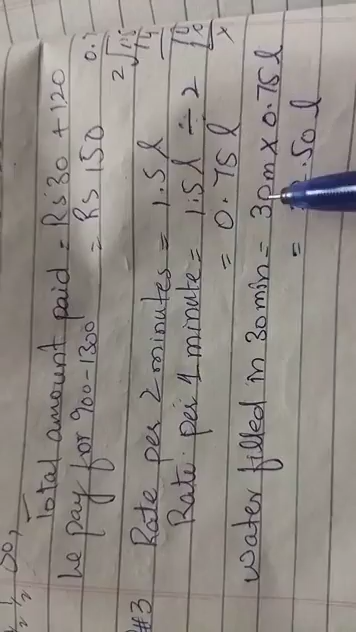 Total amount paid = Rs 30 + 120
he pay for 900-1300 = Rs 150
#3 Rate per 2 minutes = 1.5 l
Rate per 1 minute = 1.5 l ÷ 2
= 0.75 l
Water filled in 30 min = 30m x 0.75 l
= .50 l